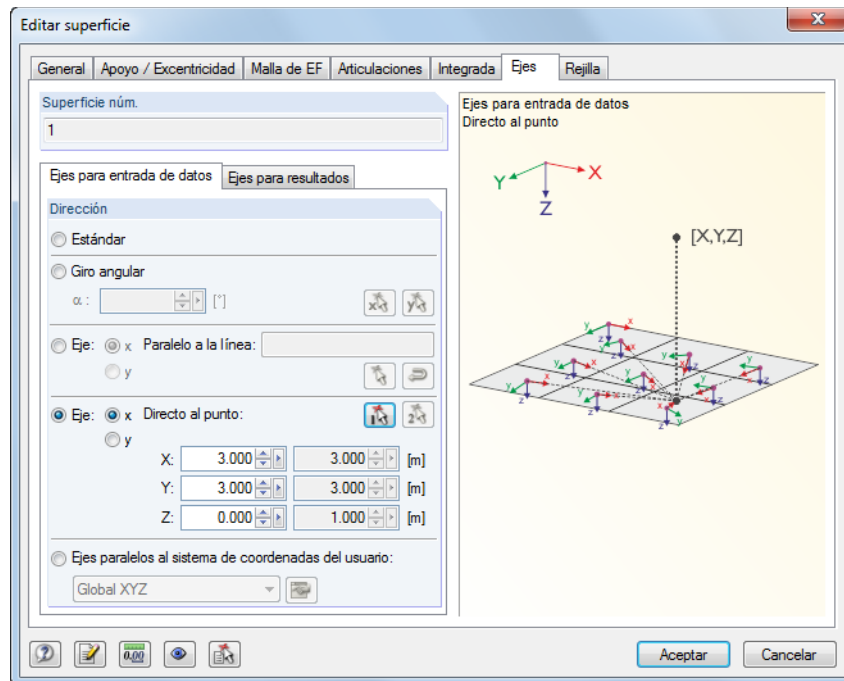 Editar superficie
General Apoyo / Excentricidad Malla de EF Articulaciones Integrada Ejes Rejilla
Superficie núm.
1
Ejes para entrada de datos Ejes para resultados
Dirección
Estándar
Giro angular
α : [°]
x y
Eje: x Paralelo a la línea:
y
Eje: x Directo al punto: 1 2
y
X: 3.000 3.000 [m]
Y: 3.000 3.000 [m]
Z: 0.000 1.000 [m]
Ejes paralelos al sistema de coordenadas del usuario:
Global XYZ
Ejes para entrada de datos
Directo al punto
Y X
Z
[X,Y,Z]
y x
z
y x
z
y x
z
y x
z
y x
z
y x
z
y x
z
y x
z
x y
z
0.00
Aceptar Cancelar